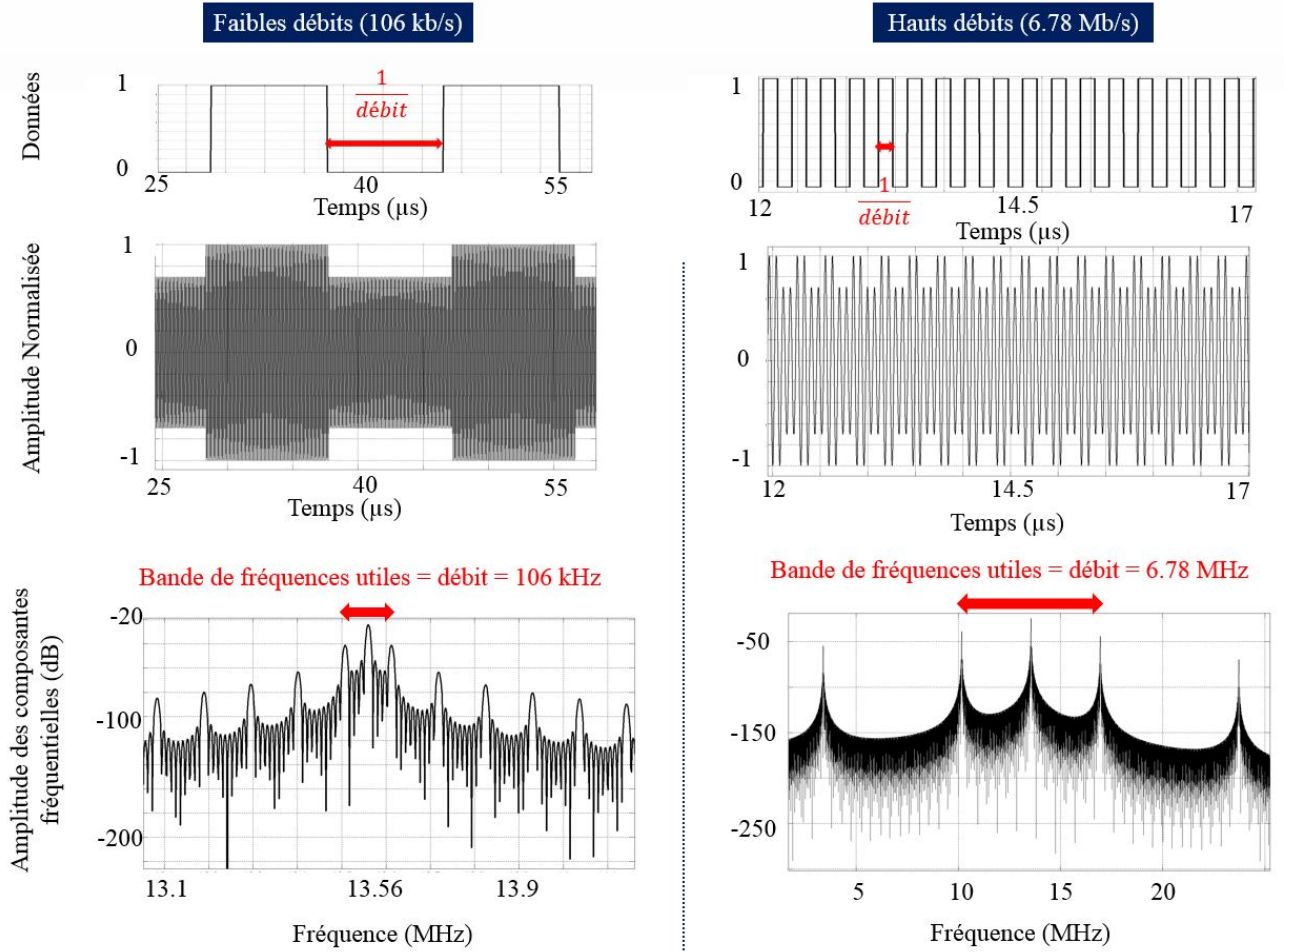 Faibles débits (106 kb/s)
Hauts débits (6.78 Mb/s)
Données
1
0
1
débit
25
40
55
Temps (µs)
1
0
1
débit
12
14.5
17
Temps (µs)
Amplitude Normalisée
1
0
-1
25
40
55
Temps (µs)
1
0
-1
12
14.5
17
Temps (µs)
Bande de fréquences utiles = débit = 106 kHz
Bande de fréquences utiles = débit = 6.78 MHz
Amplitude des composantes
fréquentielles (dB)
-20
-100
-200
13.1
13.56
13.9
Fréquence (MHz)
-50
-150
-250
5
10
15
20
Fréquence (MHz)